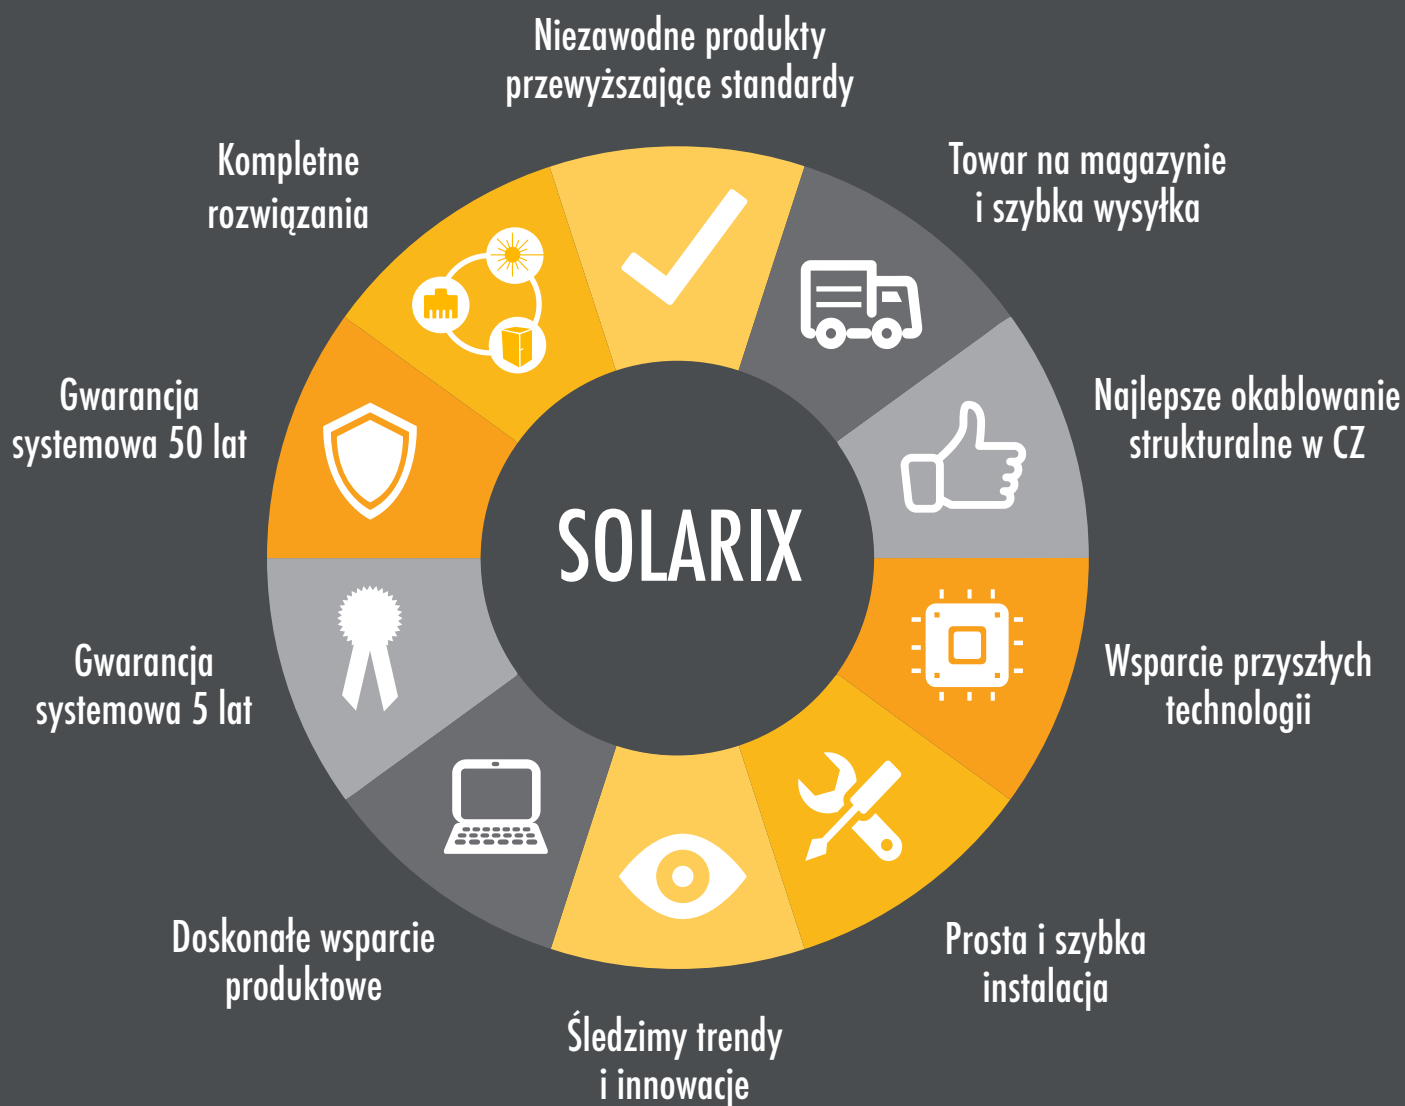 Niezawodne produkty
przewyższające standardy
Towar na magazynie
i szybka wysyłka
Najlepsze okablowanie
strukturalne w CZ
Wsparcie przyszłych
technologii
Prosta i szybka
instalacja
Śledzimy trendy
i innowacje
Doskonałe wsparcie
produktowe
Gwarancja
systemowa 5 lat
Gwarancja
systemowa 50 lat
Kompletne
rozwiązania
SOLARIX